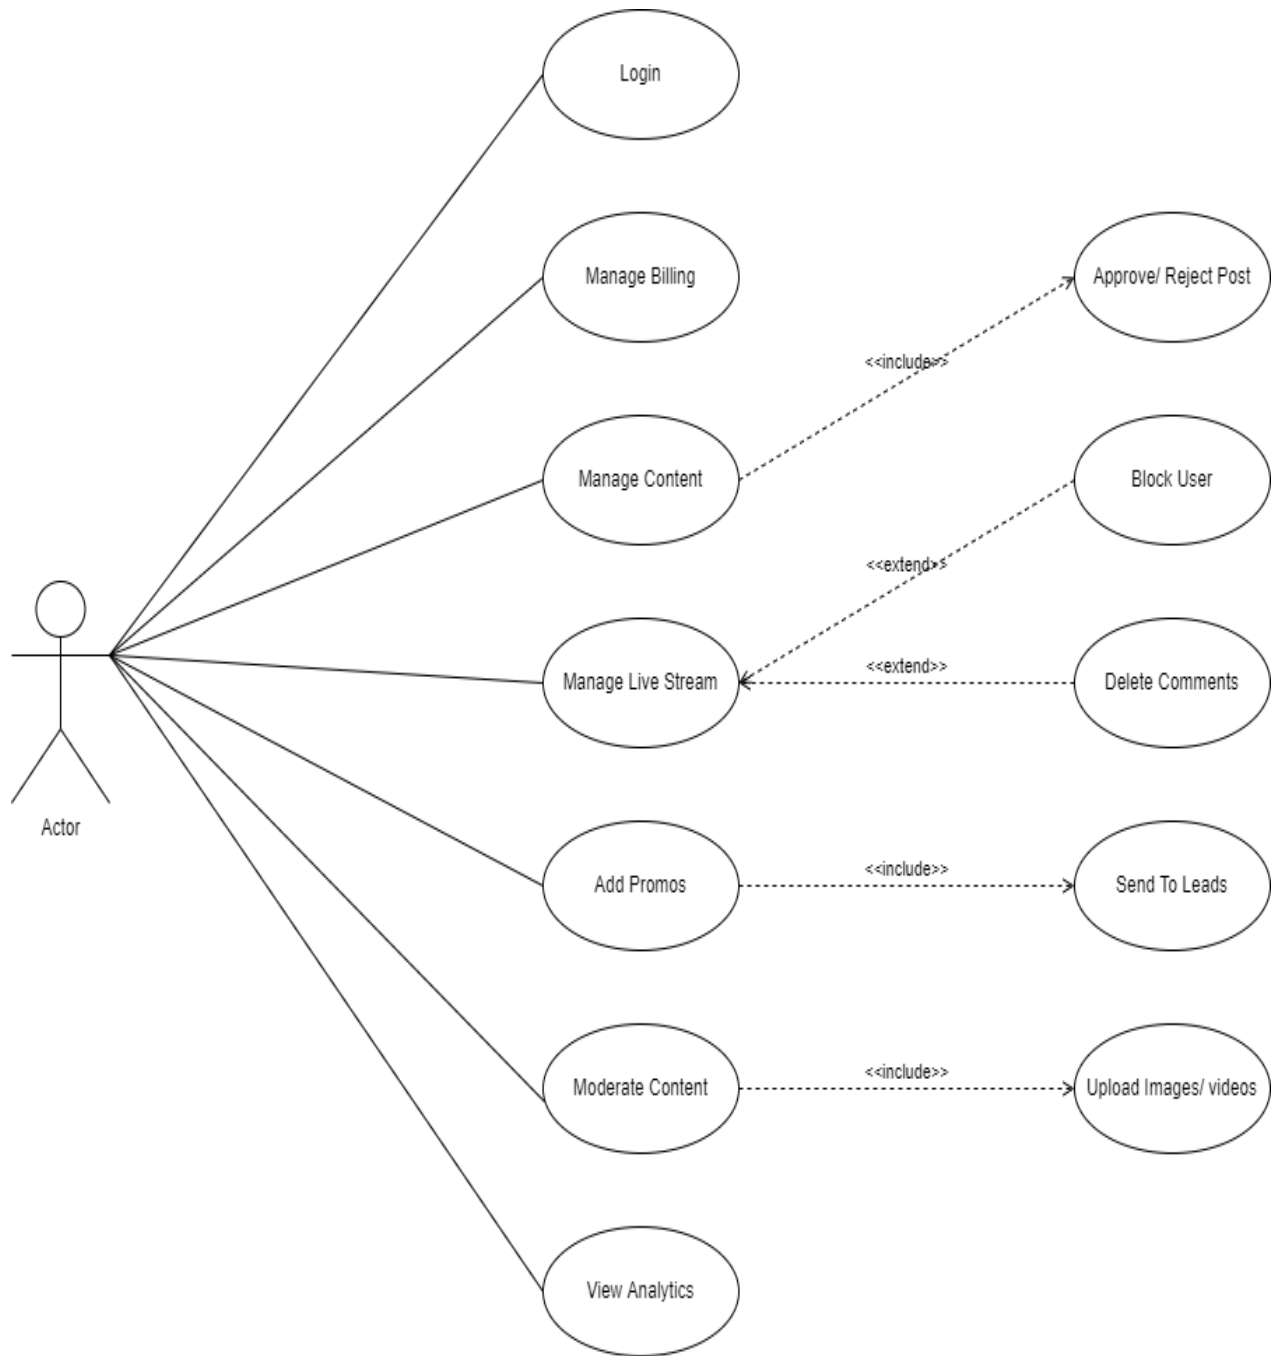 Login
Manage Billing
Approve/ Reject Post
<<include>>
Manage Content
Block User
<<extend>>
Manage Live Stream
<<extend>>
Delete Comments
Actor
Add Promos
<<include>>
Send To Leads
Moderate Content
<<include>>
Upload Images/ videos
View Analytics